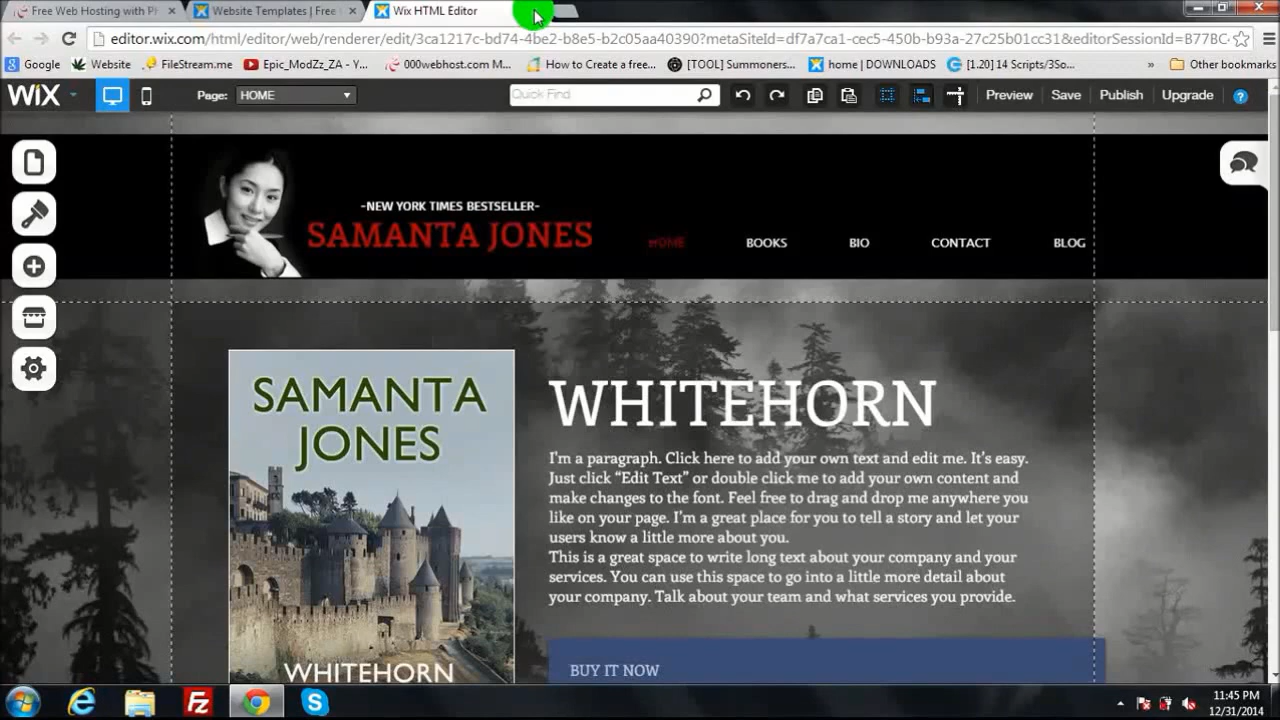 Free Web Hosting with P
Website Templates | Free
Wix HTML Editor
editor.wix.com/html/editor/web/renderer/edit/3ca1217c-bd74-4be2-b8e5-b2c05aa40390?metaSiteId=df7a7ca1-cec5-450b-b93a-27c25b01cc31&editorSessionId=B77BC
Google
Website
FileStream.me
Epic_ModZz_ZA - Y...
000webhost.com M...
How to Create a free...
[TOOL] Summoners...
home | DOWNLOADS
[1.20] 14 Scripts/3So...
»
Other bookmarks
WiX
Page:
HOME
Quick Find
Preview
Save
Publish
Upgrade
?
-NEW YORK TIMES BESTSELLER-
SAMANTA JONES
HOME
BOOKS
BIO
CONTACT
BLOG
SAMANTA
JONES
WHITEHORN
WHITEHORN
I'm a paragraph. Click here to add your own text and edit me. It's easy.
Just click “Edit Text” or double click me to add your own content and
make changes to the font. Feel free to drag and drop me anywhere you
like on your page. I'm a great place for you to tell a story and let your
users know a little more about you.
This is a great space to write long text about your company and your
services. You can use this space to go into a little more detail about
your company. Talk about your team and what services you provide.
BUY IT NOW
11:45 PM
12/31/2014